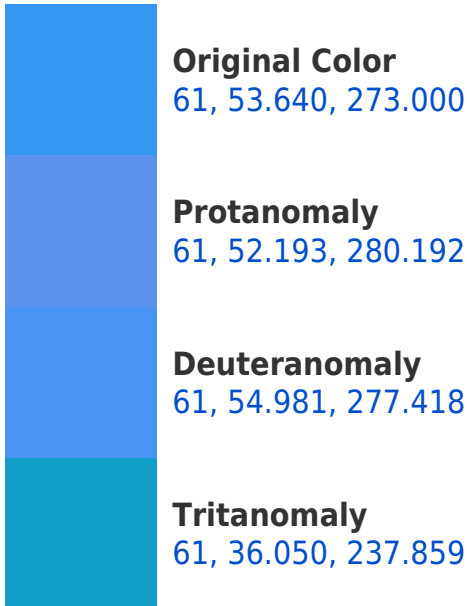 Original Color
61, 53.640, 273.000
Protanomaly
61, 52.193, 280.192
Deuteranomaly
61, 54.981, 277.418
Tritanomaly
61, 36.050, 237.859